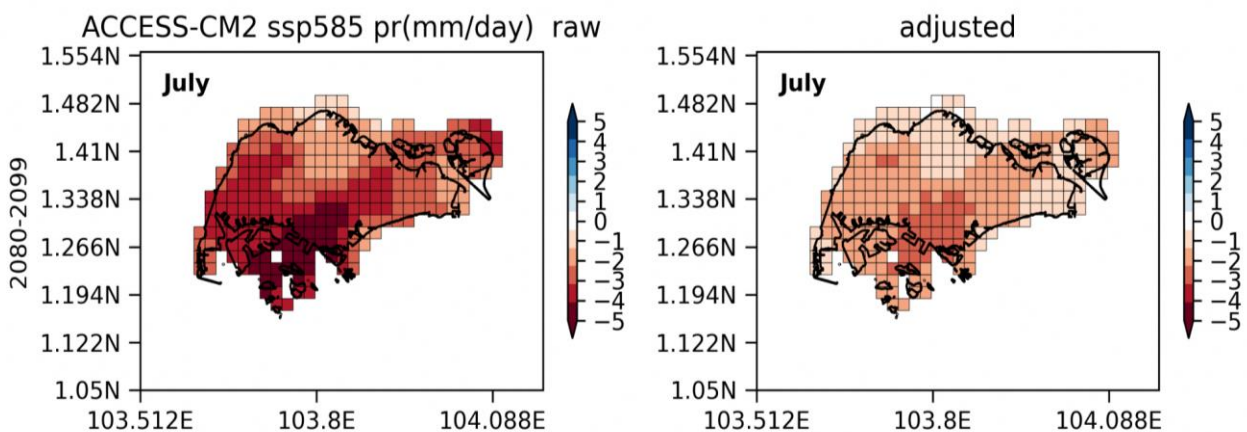 ACCESS-CM2 ssp585 pr(mm/day)  raw
adjusted
2080-2099
July
1.554N
1.482N
1.41N
1.338N
1.266N
1.194N
1.122N
1.05N
103.512E
103.8E
104.088E
5
4
3
2
1
0
−1
−2
−3
−4
−5
July
1.554N
1.482N
1.41N
1.338N
1.266N
1.194N
1.122N
1.05N
103.512E
103.8E
104.088E
5
4
3
2
1
0
−1
−2
−3
−4
−5